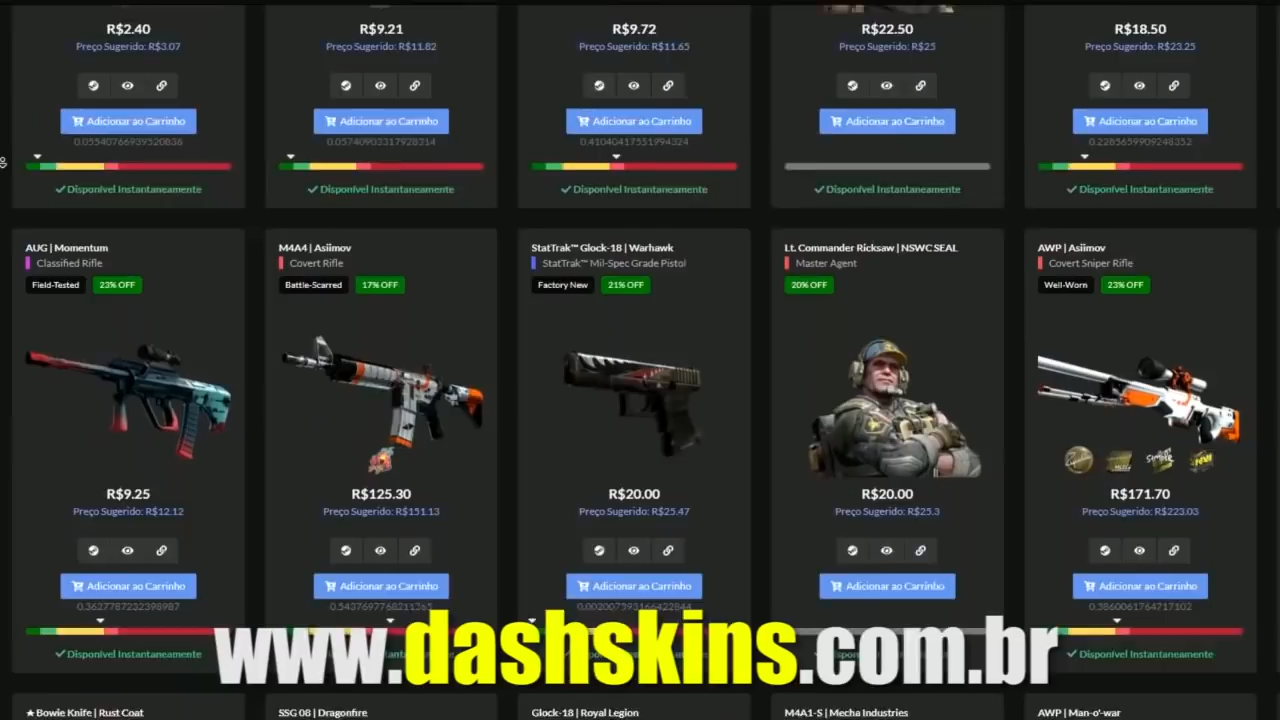 R$2.40
Preço Sugerido: R$3.07
Adicionar ao Carrinho
0.05540766939520836
Disponível Instantaneamente
R$9.21
Preço Sugerido: R$11.82
Adicionar ao Carrinho
0.05740903317928314
Disponível Instantaneamente
R$9.72
Preço Sugerido: R$11.65
Adicionar ao Carrinho
0.41040417551994324
Disponível Instantaneamente
R$22.50
Preço Sugerido: R$25
Adicionar ao Carrinho
Disponível Instantaneamente
R$18.50
Preço Sugerido: R$23.25
Adicionar ao Carrinho
0.2285659909248352
Disponível Instantaneamente
AUG | Momentum
Classified Rifle
Field-Tested 23% OFF
R$9.25
Preço Sugerido: R$12.12
Adicionar ao Carrinho
0.3627787232398987
Disponível Instantaneamente
M4A4 | Asiimov
Covert Rifle
Battle-Scarred 17% OFF
R$125.30
Preço Sugerido: R$151.13
Adicionar ao Carrinho
0.5437697768211365
StatTrak™ Glock-18 | Warhawk
StatTrak™ Mil-Spec Grade Pistol
Factory New 21% OFF
R$20.00
Preço Sugerido: R$25.47
Adicionar ao Carrinho
Lt. Commander Ricksaw | NSWC SEAL
Master Agent
20% OFF
R$20.00
Preço Sugerido: R$25.3
Adicionar ao Carrinho
AWP | Asiimov
Covert Sniper Rifle
Well-Worn 23% OFF
R$171.70
Preço Sugerido: R$223.03
Adicionar ao Carrinho
0.3860061764717102
Disponível Instantaneamente
www.dashskins.com.br
★ Bowie Knife | Rust Coat
SSG 08 | Dragonfire
Glock-18 | Royal Legion
M4A1-S | Mecha Industries
AWP | Man-o'-war